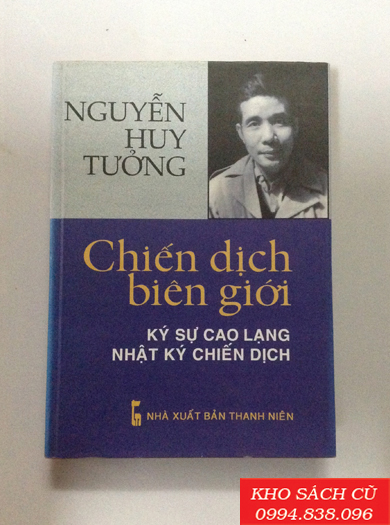 NGUYỄN
HUY
TƯỞNG
Chiến dịch
biên giới
KÝ SỰ CAO LẠNG
NHẬT KÝ CHIẾN DỊCH
NHÀ XUẤT BẢN THANH NIÊN
KHO SÁCH CŨ
0994.838.096